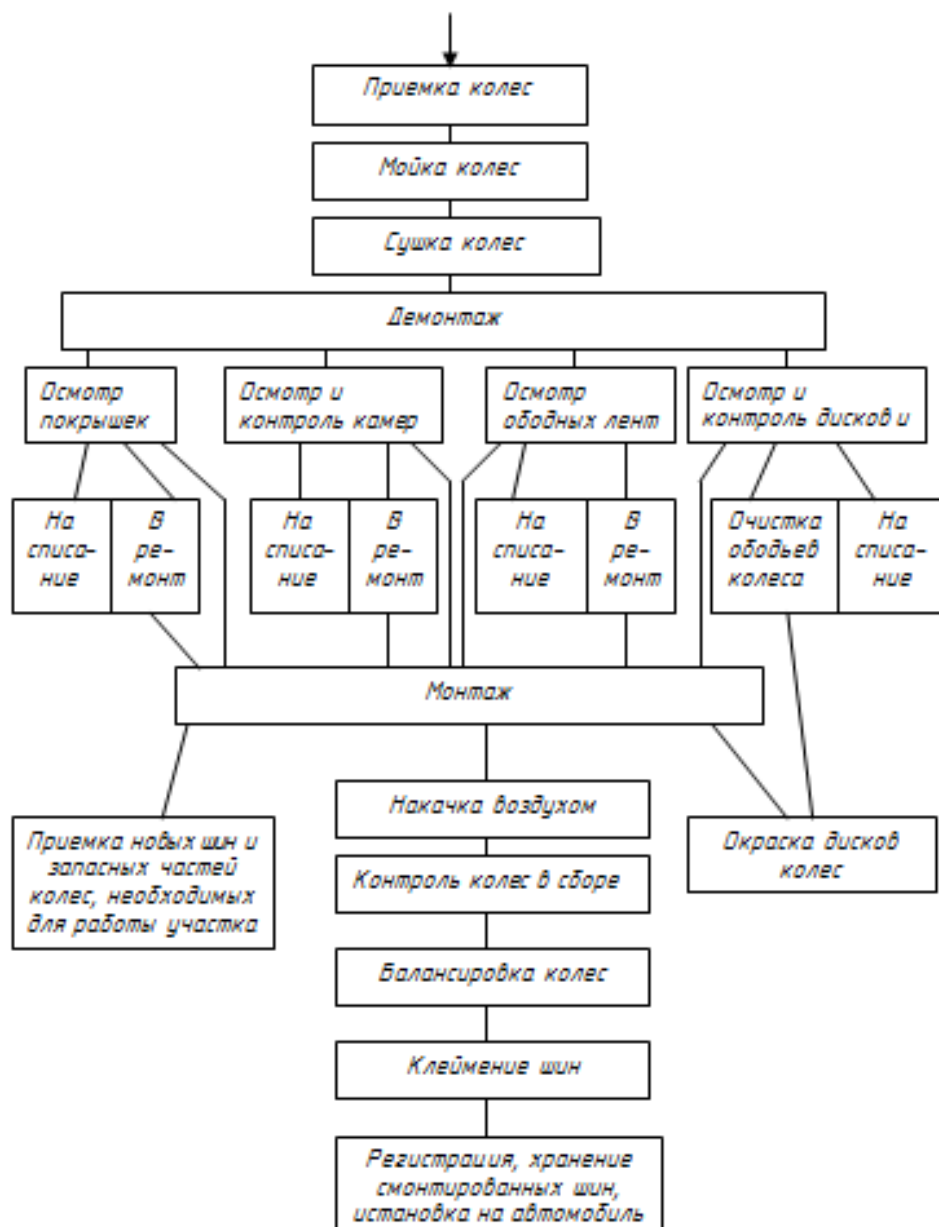 Приемка колес
Мойка колес
Сушка колес
Демонтаж
Осмотр
покрышек
Осмотр и
контроль камер
Осмотр
ободных лент
Осмотр и
контроль дисков и
На
списа-
ние
В
ре-
монт
На
списа-
ние
В
ре-
монт
На
списа-
ние
В
ре-
монт
Очистка
ободьев
колеса
На
списа-
ние
Монтаж
Накачка воздухом
Приемка новых шин и
запасных частей
колес, необходимых
для работы участка
Окраска дисков
колес
Контроль колес в сборе
Балансировка колес
Клеймение шин
Регистрация, хранение
смонтированных шин,
истановка на автомобиль